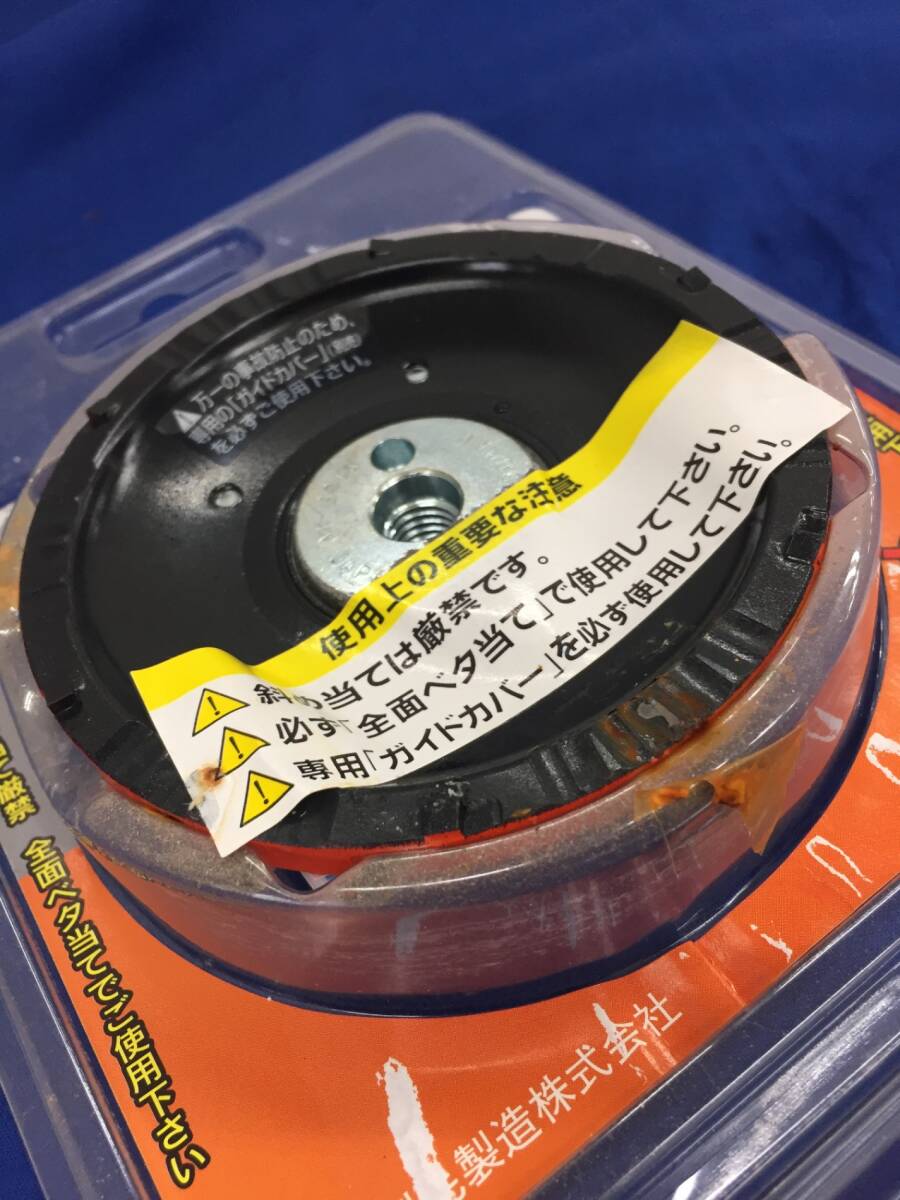 万一の事故防止のため、
専用の「ガイドカバー」(別売)
を必ずご使用下さい。
使用上の重要な注意
斜め当ては厳禁です。
必ず「全面ベタ当て」で使用して下さい。
専用「ガイドカバー」を必ず使用して下さい。
厳禁 全面ベタ当てでご使用下さい
製造株式会社